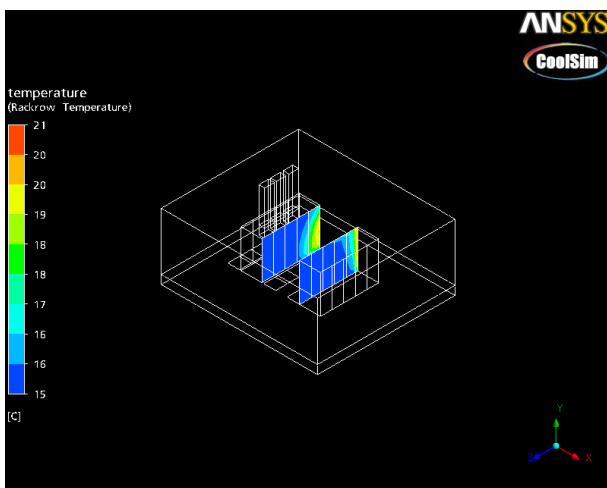 ANSYS
CoolSim
temperature
(Rackrow Temperature)
21
20
20
19
18
18
17
16
16
15
[C]
Y
Z
X